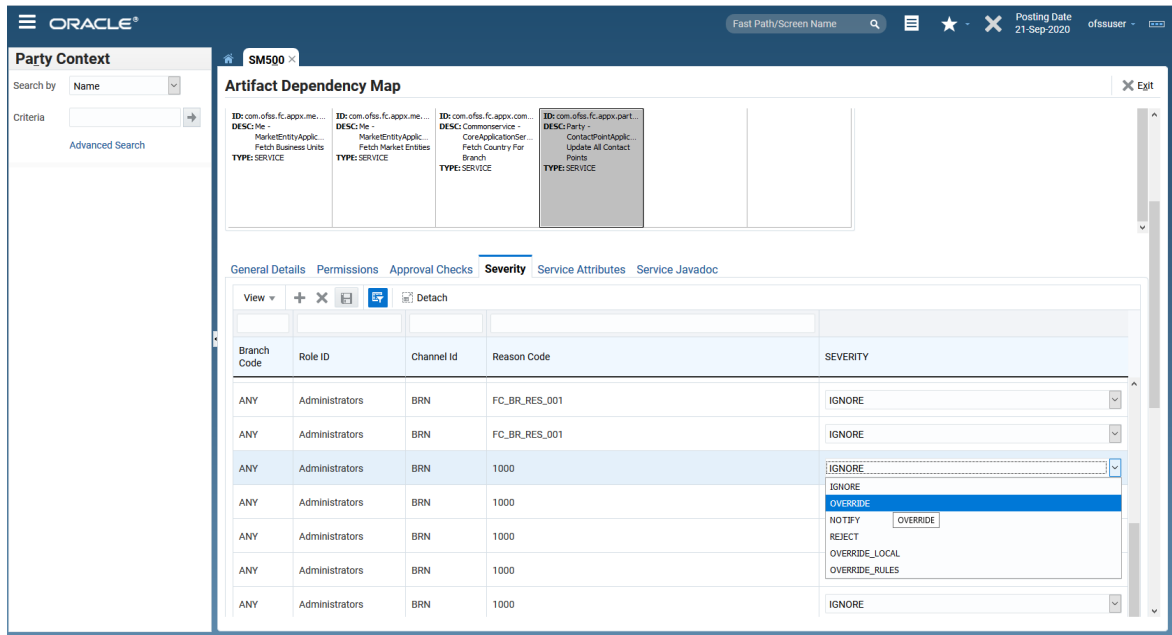 ORACLE®
Fast Path/Screen Name
Posting Date
21-Sep-2020
ofssuser
Party Context
Search by Name
Criteria
Advanced Search
SM500
Artifact Dependency Map
Exit
ID: com.ofss.fc.appx.me....
DESC: Me -
MarketEntityApplic...
Fetch Business Units
TYPE: SERVICE
ID: com.ofss.fc.appx.me....
DESC: Me -
MarketEntityApplic...
Fetch Market Entities
TYPE: SERVICE
ID: com.ofss.fc.appx.com...
DESC: Commonservice -
CoreApplicationSer...
Fetch Country For
Branch
TYPE: SERVICE
ID: com.ofss.fc.appx.part...
DESC: Party -
ContactPointApplic...
Update All Contact
Points
TYPE: SERVICE
General Details Permissions Approval Checks Severity Service Attributes Service Javadoc
View Detach
Branch Code Role ID Channel Id Reason Code SEVERITY
ANY Administrators BRN FC_BR_RES_001 IGNORE
ANY Administrators BRN FC_BR_RES_001 IGNORE
ANY Administrators BRN 1000 IGNORE
IGNORE
ANY Administrators BRN 1000 OVERRIDE
NOTIFY OVERRIDE
ANY Administrators BRN 1000 REJECT
OVERRIDE_LOCAL
ANY Administrators BRN 1000 OVERRIDE_RULES
ANY Administrators BRN 1000 IGNORE